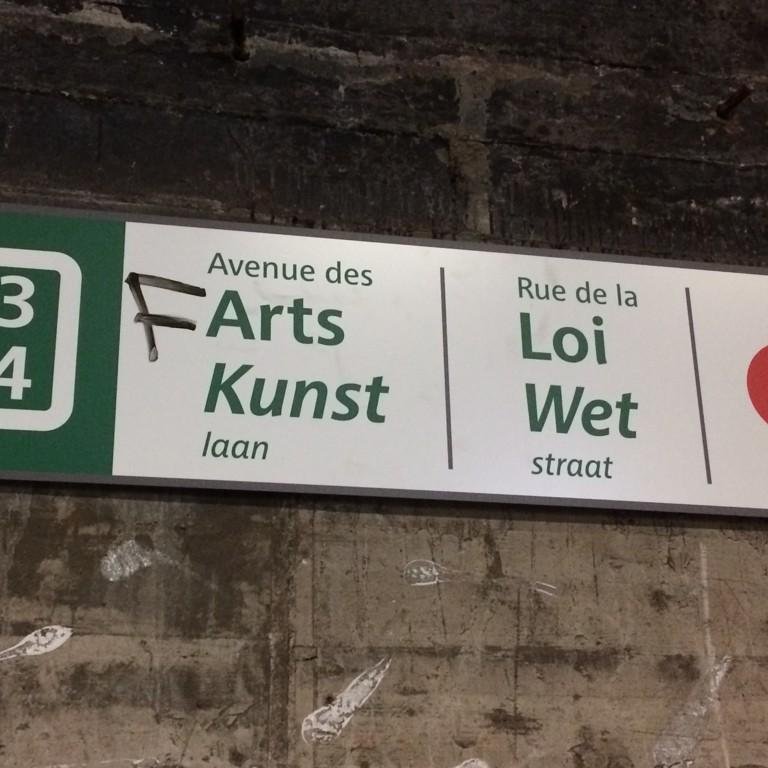 3
4
Avenue des
FArts
Kunst
laan
Rue de la
Loi
Wet
straat